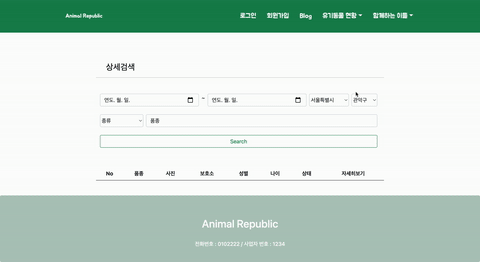 Animal Republic 로그인 회원가입 Blog 유기동물 현황 함께하는 이들
상세검색
연도. 월. 일. ~ 연도. 월. 일. 서울특별시 관악구
종류 품종
Search
No 품종 사진 보호소 성별 나이 상태 자세히보기
Animal Republic
전화번호 : 0102222 / 사업자 번호 : 1234